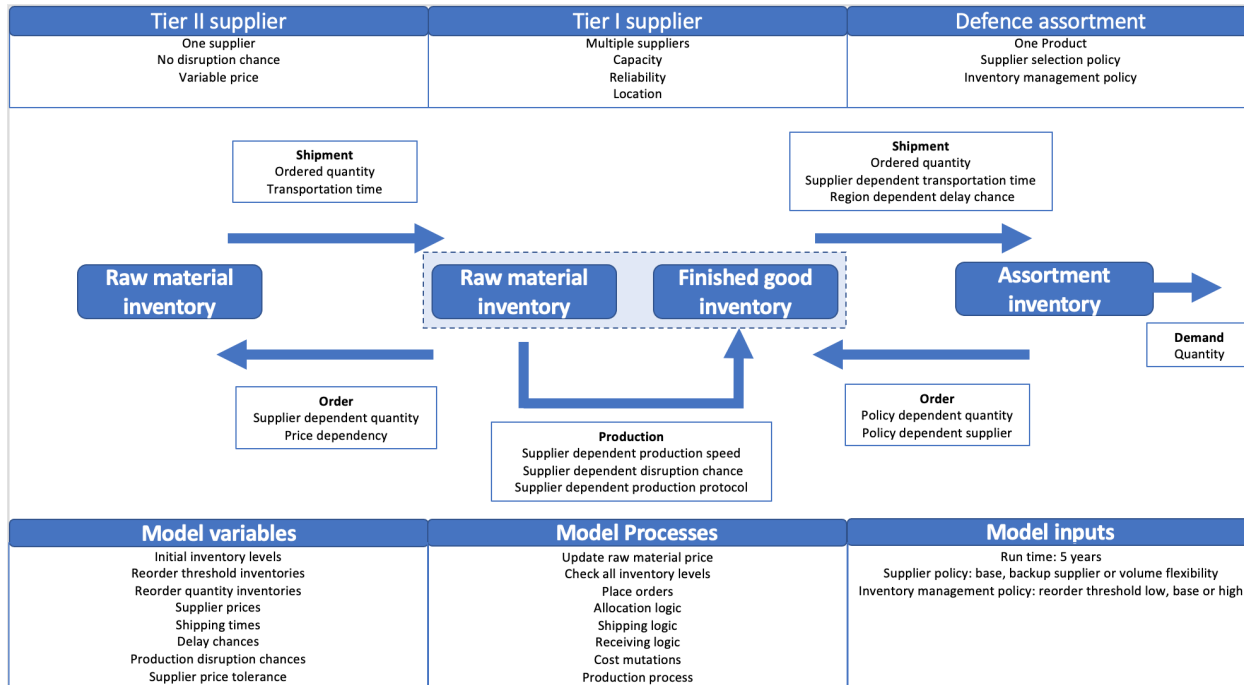 Tier II supplier
One supplier
No disruption chance
Variable price
Tier I supplier
Multiple suppliers
Capacity
Reliability
Location
Defence assortment
One Product
Supplier selection policy
Inventory management policy
Shipment
Ordered quantity
Transportation time
Shipment
Ordered quantity
Supplier dependent transportation time
Region dependent delay chance
Raw material
inventory
Raw material
inventory
Finished good
inventory
Assortment
inventory
Demand
Quantity
Order
Supplier dependent quantity
Price dependency
Production
Supplier dependent production speed
Supplier dependent disruption chance
Supplier dependent production protocol
Order
Policy dependent quantity
Policy dependent supplier
Model variables
Initial inventory levels
Reorder threshold inventories
Reorder quantity inventories
Supplier prices
Shipping times
Delay chances
Production disruption chances
Supplier price tolerance
Model Processes
Update raw material price
Check all inventory levels
Place orders
Allocation logic
Shipping logic
Receiving logic
Cost mutations
Production process
Model inputs
Run time: 5 years
Supplier policy: base, backup supplier or volume flexibility
Inventory management policy: reorder threshold low, base or high